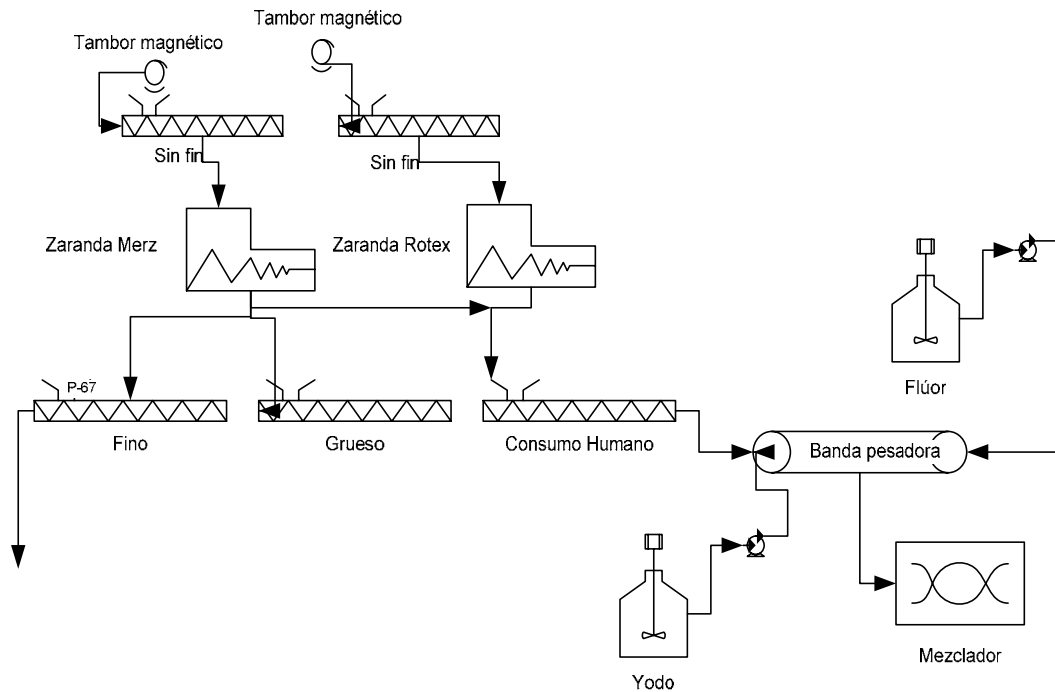 Tambor magnético
Tambor magnético
Sin fin
Sin fin
Zaranda Merz
Zaranda Rotex
P-67
Flúor
Fino
Grueso
Consumo Humano
Banda pesadora
Mezclador
Yodo